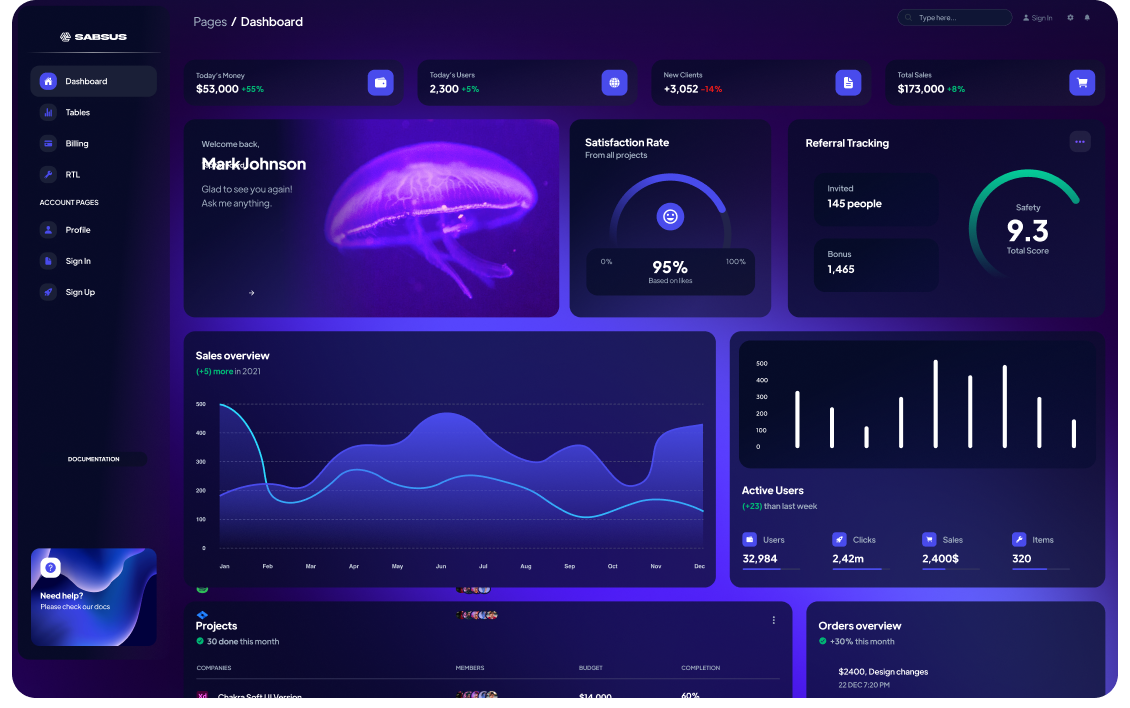 SABSUS
Dashboard
Tables
Billing
RTL
ACCOUNT PAGES
Profile
Sign In
Sign Up
DOCUMENTATION
Need help?
Please check our docs
Pages / Dashboard
Type here...
Sign In
Today's Money
$53,000 +55%
Today's Users
2,300 +5%
New Clients
+3,052 -14%
Total Sales
$173,000 +8%
Welcome back,
Mark Johnson
Glad to see you again!
Ask me anything.
Satisfaction Rate
From all projects
0%
95%
100%
Based on likes
Referral Tracking
Invited
145 people
Bonus
1,465
Safety
9.3
Total Score
Sales overview
(+5) more in 2021
500
400
300
200
100
0
Jan Feb Mar Apr May Jun Jul Aug Sep Oct Nov Dec
500
400
300
200
100
0
Active Users
(+23) than last week
Users
32,984
Clicks
2,42m
Sales
2,400$
Items
320
Projects
30 done this month
COMPANIES MEMBERS BUDGET COMPLETION
Xd Chakra Soft UI Version $14,000 60%
Orders overview
+30% this month
$2400, Design changes
22 DEC 7:20 PM